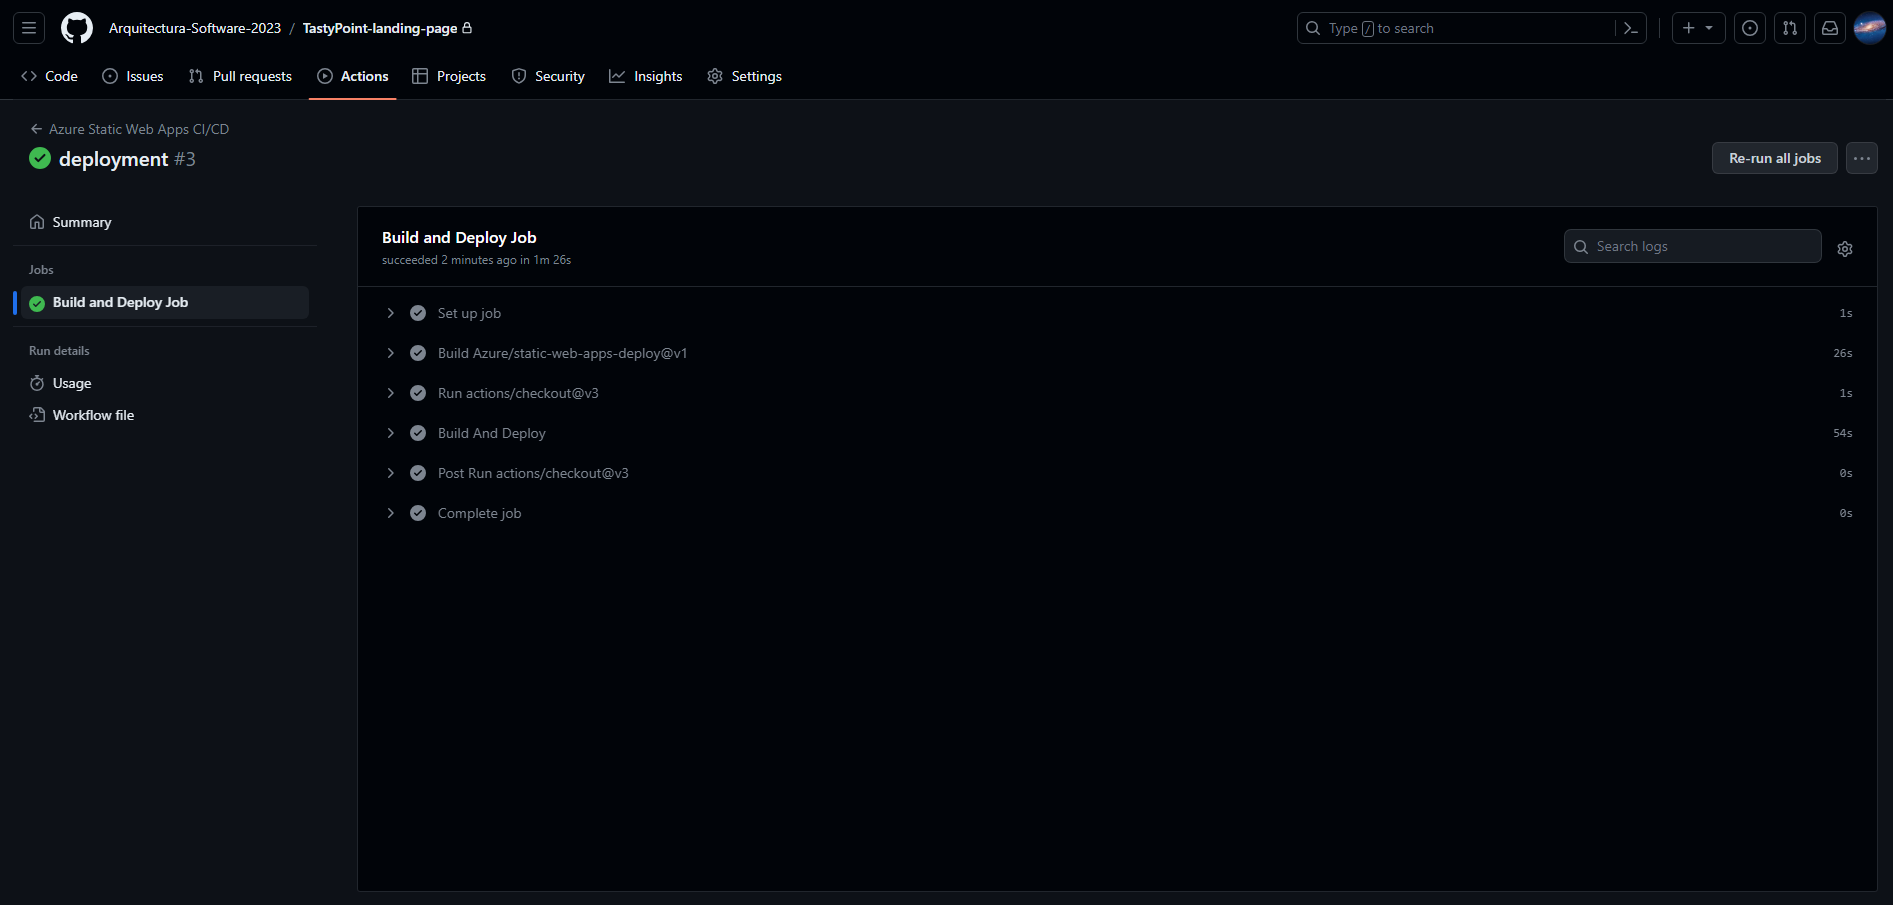 Arquitectura-Software-2023 / TastyPoint-landing-page
Type / to search
Code Issues Pull requests Actions Projects Security Insights Settings
Azure Static Web Apps CI/CD
deployment #3
Re-run all jobs
Summary
Jobs
Build and Deploy Job
Run details
Usage
Workflow file
Build and Deploy Job
succeeded 2 minutes ago in 1m 26s
Search logs
Set up job 1s
Build Azure/static-web-apps-deploy@v1 26s
Run actions/checkout@v3 1s
Build And Deploy 54s
Post Run actions/checkout@v3 0s
Complete job 0s